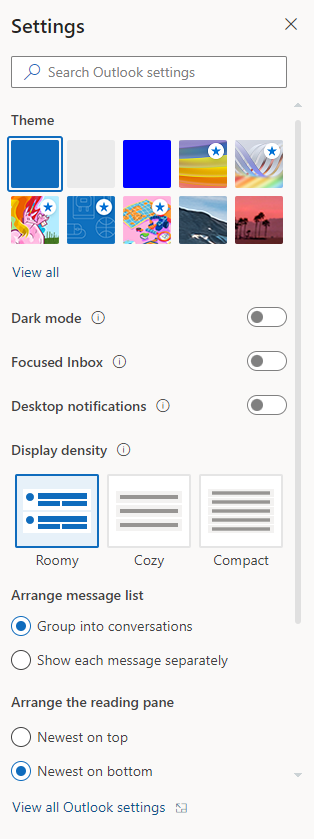 Settings
Search Outlook settings
Theme
View all
Dark mode
Focused Inbox
Desktop notifications
Display density
Roomy Cozy Compact
Arrange message list
Group into conversations
Show each message separately
Arrange the reading pane
Newest on top
Newest on bottom
View all Outlook settings